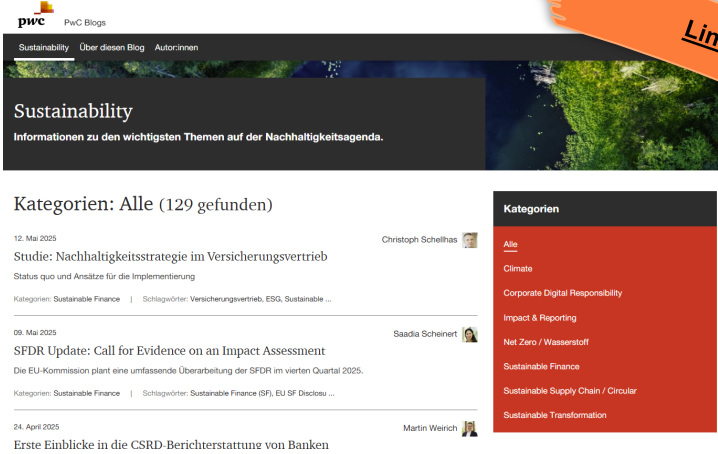 pwc
PwC Blogs
Sustainability Über diesen Blog Autor:innen
Sustainability
Informationen zu den wichtigsten Themen auf der Nachhaltigkeitsagenda.
Kategorien: Alle (129 gefunden)
12. Mai 2025
Christoph Schellhas
Studie: Nachhaltigkeitsstrategie im Versicherungsvertrieb
Status quo und Ansätze für die Implementierung
Kategorien: Sustainable Finance | Schlagwörter: Versicherungsvertrieb, ESG, Sustainable ...
09. Mai 2025
Saadia Scheinert
SFDR Update: Call for Evidence on an Impact Assessment
Die EU-Kommission plant eine umfassende Überarbeitung der SFDR im vierten Quartal 2025.
Kategorien: Sustainable Finance | Schlagwörter: Sustainable Finance (SF), EU SF Disclosu ...
24. April 2025
Martin Weirich
Erste Einblicke in die CSRD-Berichterstattung von Banken
Kategorien
Alle
Climate
Corporate Digital Responsibility
Impact & Reporting
Net Zero / Wasserstoff
Sustainable Finance
Sustainable Supply Chain / Circular
Sustainable Transformation